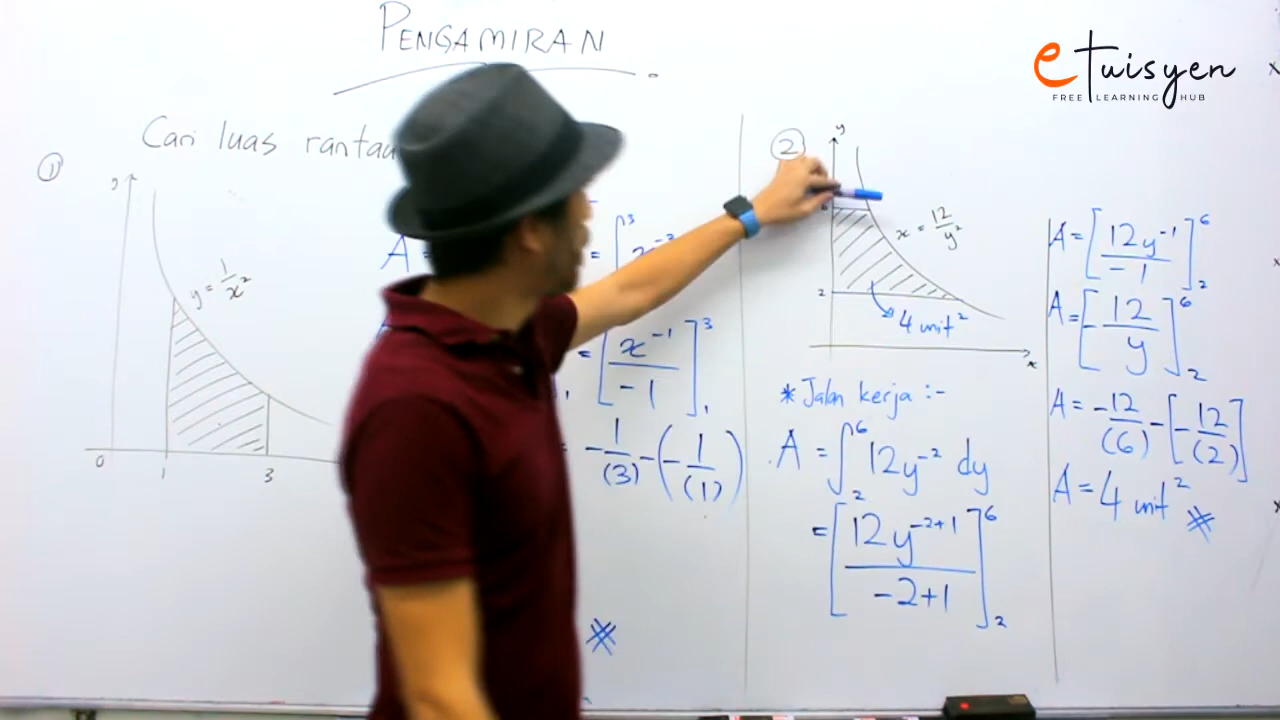 PENGAMIRAN
eTuisyen
FREE LEARNING HUB
① Cari luas rantau
y
y = 1/x²
0 1 3
A
3
= [x⁻¹/-1]³₁
= -1/(3) - (-1/(1))
※
②
y
x = 12/y²
2
4 unit²
x
* Jalan kerja :-
A = ∫₂⁶ 12y⁻² dy
= [12y⁻²⁺¹/-2+1]⁶₂
A = [12y⁻¹/-1]⁶₂
A = [-12/y]⁶₂
A = -12/(6) - [-12/(2)]
A = 4 unit² ※